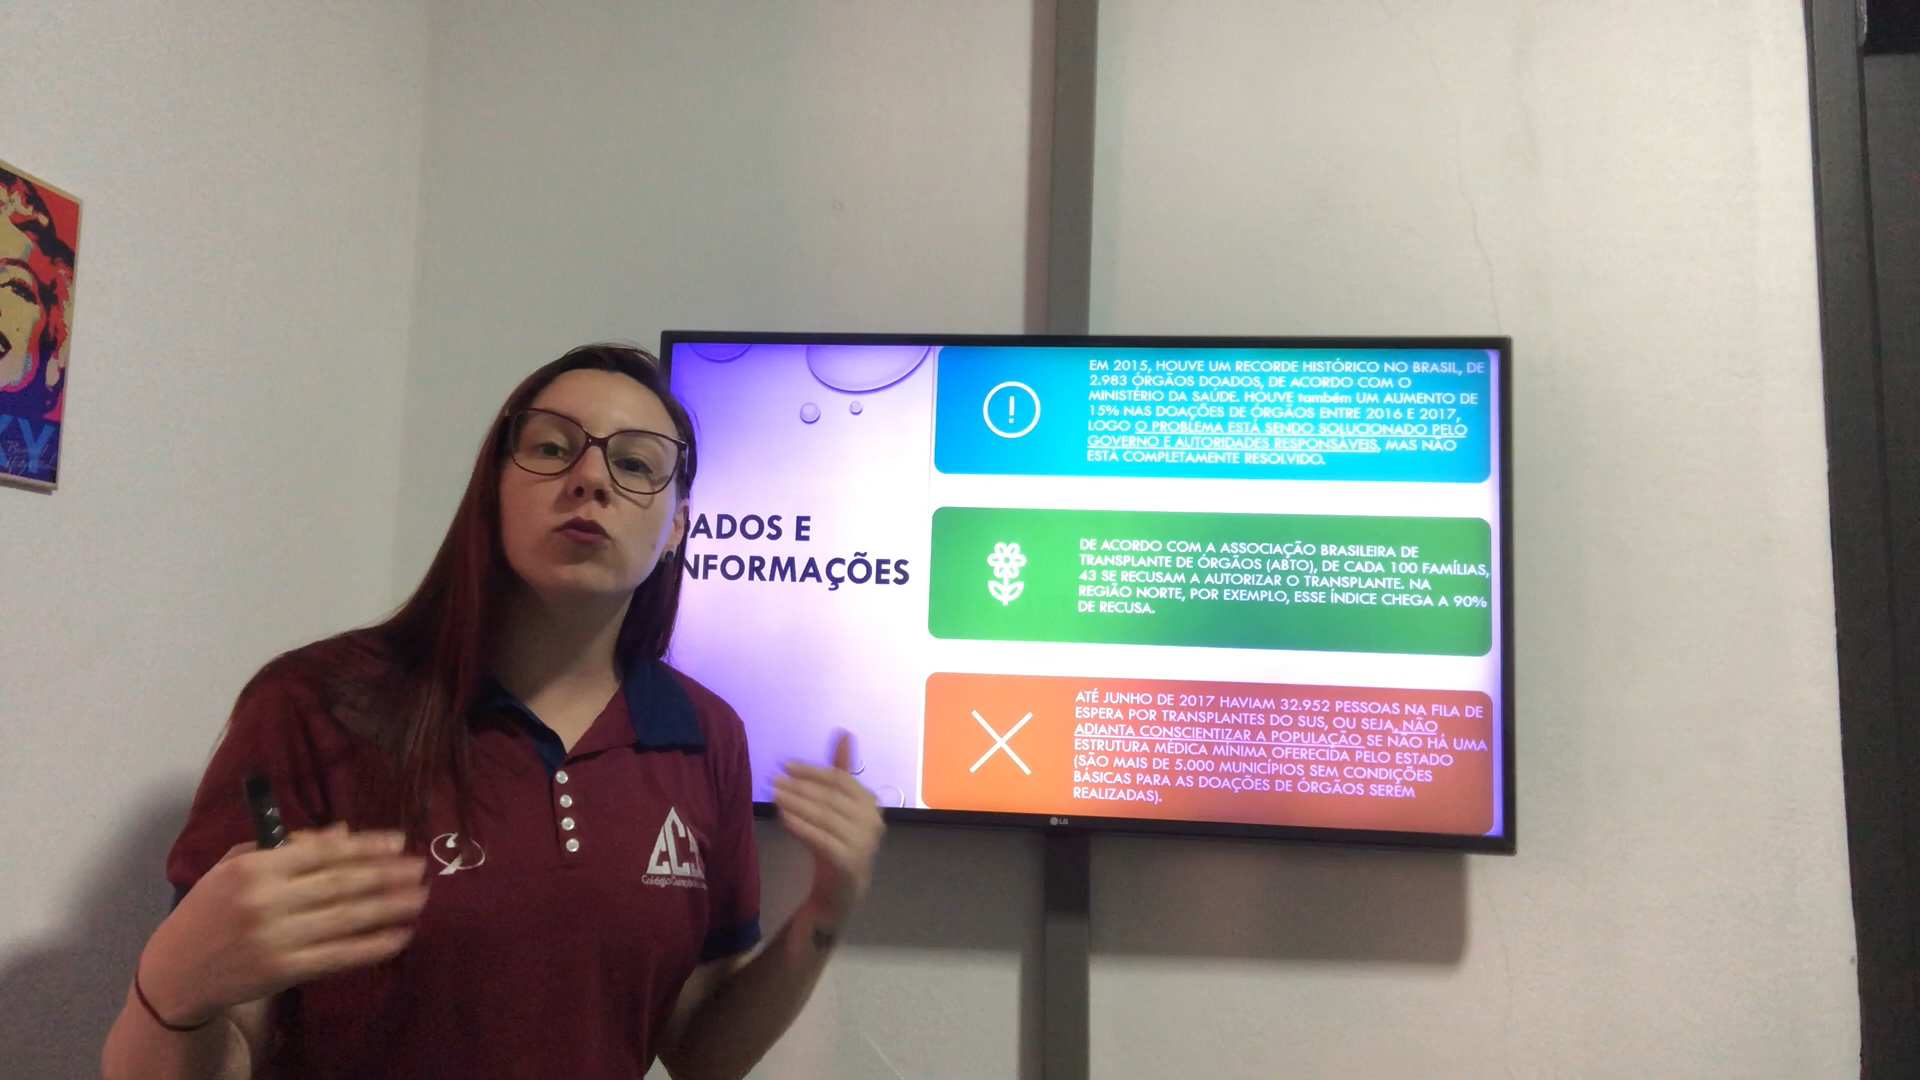 EM 2015, HOUVE UM RECORDE HISTÓRICO NO BRASIL, DE
2.983 ÓRGÃOS DOADOS, DE ACORDO COM O
MINISTÉRIO DA SAÚDE. HOUVE também UM AUMENTO DE
15% NAS DOAÇÕES DE ÓRGÃOS ENTRE 2016 E 2017,
LOGO O PROBLEMA ESTÁ SENDO SOLUCIONADO PELO
GOVERNO E AUTORIDADES RESPONSÁVEIS, MAS NÃO
ESTÁ COMPLETAMENTE RESOLVIDO.
ADOS E
NFORMAÇÕES
DE ACORDO COM A ASSOCIAÇÃO BRASILEIRA DE
TRANSPLANTE DE ÓRGÃOS (ABTO), DE CADA 100 FAMÍLIAS,
43 SE RECUSAM A AUTORIZAR O TRANSPLANTE. NA
REGIÃO NORTE, POR EXEMPLO, ESSE ÍNDICE CHEGA A 90%
DE RECUSA.
ATÉ JUNHO DE 2017 HAVIAM 32.952 PESSOAS NA FILA DE
ESPERA POR TRANSPLANTES DO SUS, OU SEJA, NÃO
ADIANTA CONSCIENTIZAR A POPULAÇÃO SE NÃO HÁ UMA
ESTRUTURA MÉDICA MÍNIMA OFERECIDA PELO ESTADO
(SÃO MAIS DE 5.000 MUNICÍPIOS SEM CONDIÇÕES
BÁSICAS PARA AS DOAÇÕES DE ÓRGÃOS SEREM
REALIZADAS).
LG
Colégio